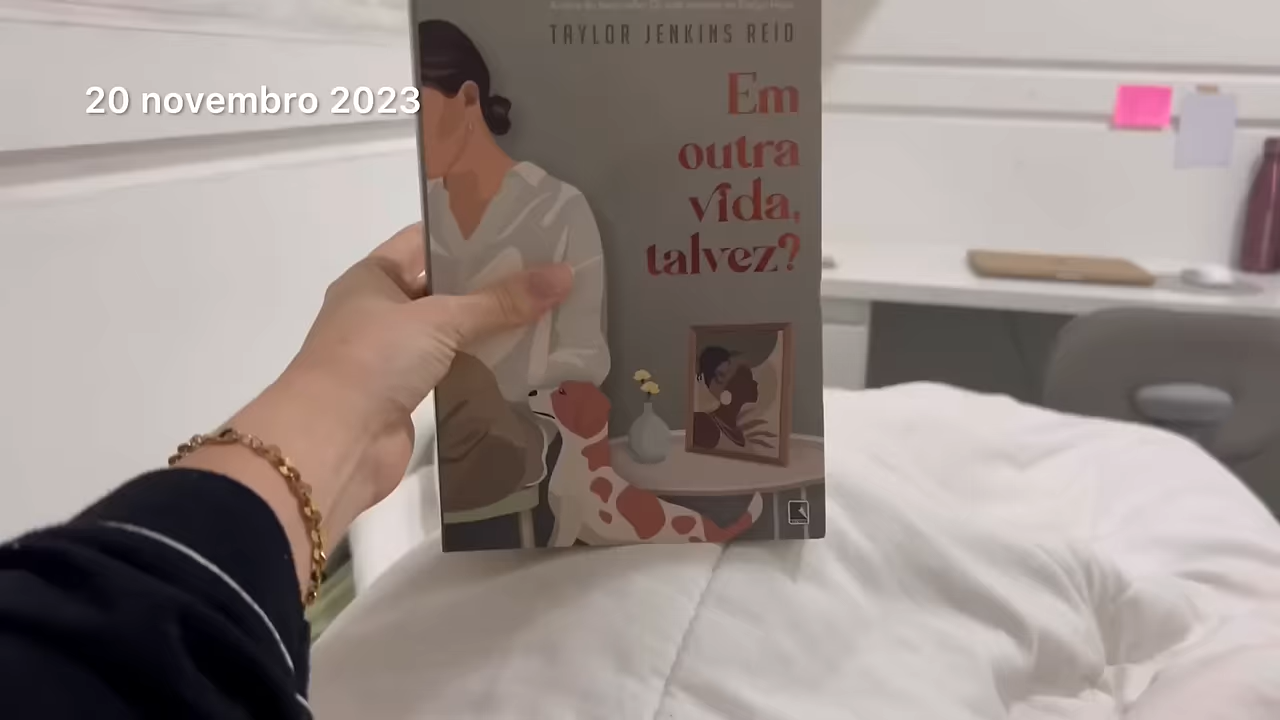 TAYLOR JENKINS REID
Em
outra
vida,
talvez?
20 novembro 2023